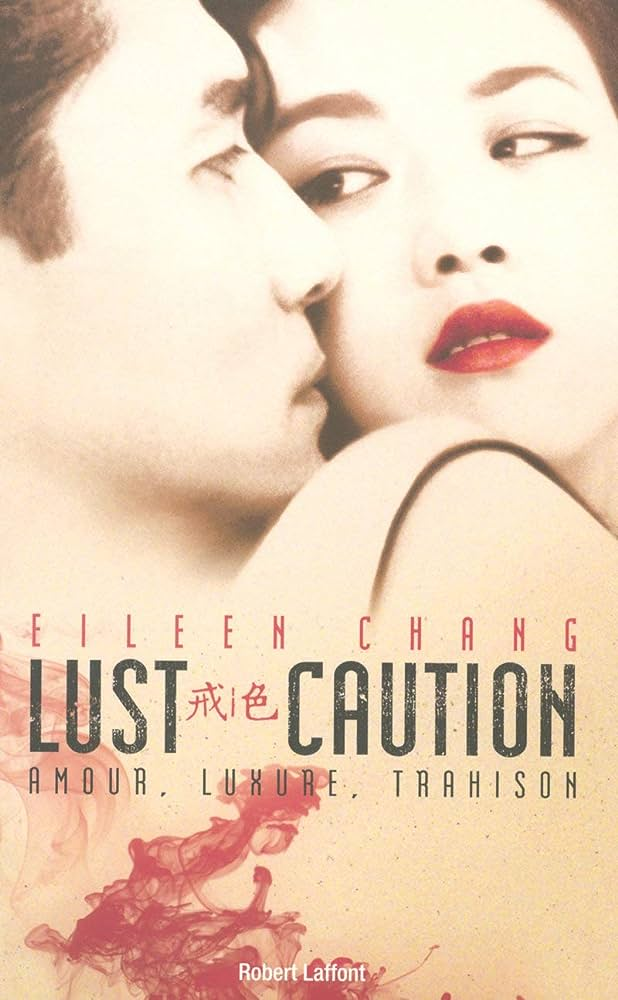 EILEEN CHANG
LUST 戒|色 CAUTION
AMOUR, LUXURE, TRAHISON
Robert Laffont